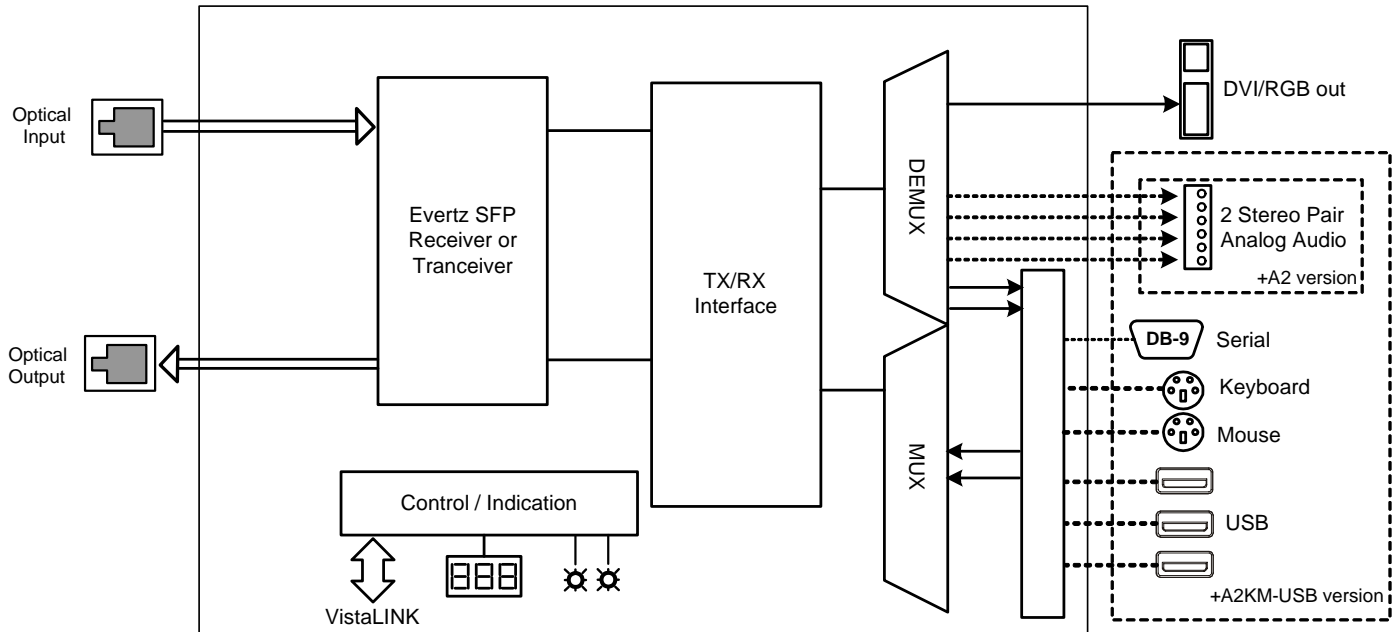 Optical
Input
Optical
Output
Evertz SFP
Receiver or
Tranceiver
TX/RX
Interface
DEMUX
MUX
Control / Indication
888
VistaLINK
DVI/RGB out
2 Stereo Pair
Analog Audio
+A2 version
DB-9 Serial
Keyboard
Mouse
USB
+A2KM-USB version